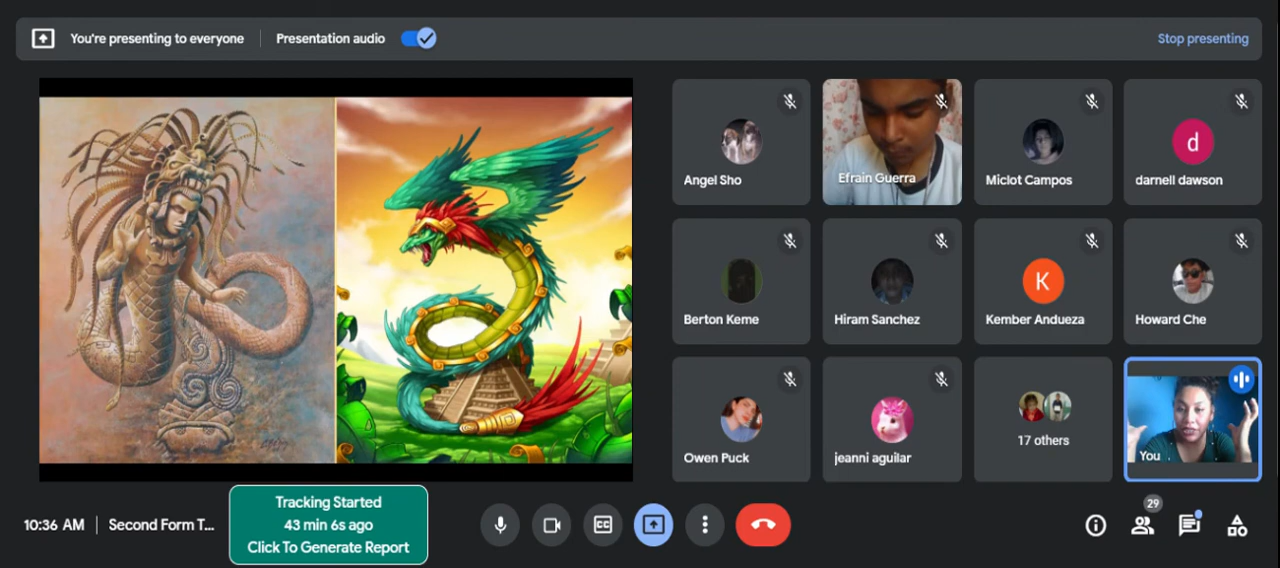 You're presenting to everyone
Presentation audio
Stop presenting
Angel Sho
Efrain Guerra
Miclot Campos
d
darnell dawson
Berton Keme
Hiram Sanchez
K
Kember Andueza
Howard Che
Owen Puck
jeanni aguilar
17 others
You
10:36 AM
Second Form T...
Tracking Started
43 min 6s ago
Click To Generate Report
CC
29